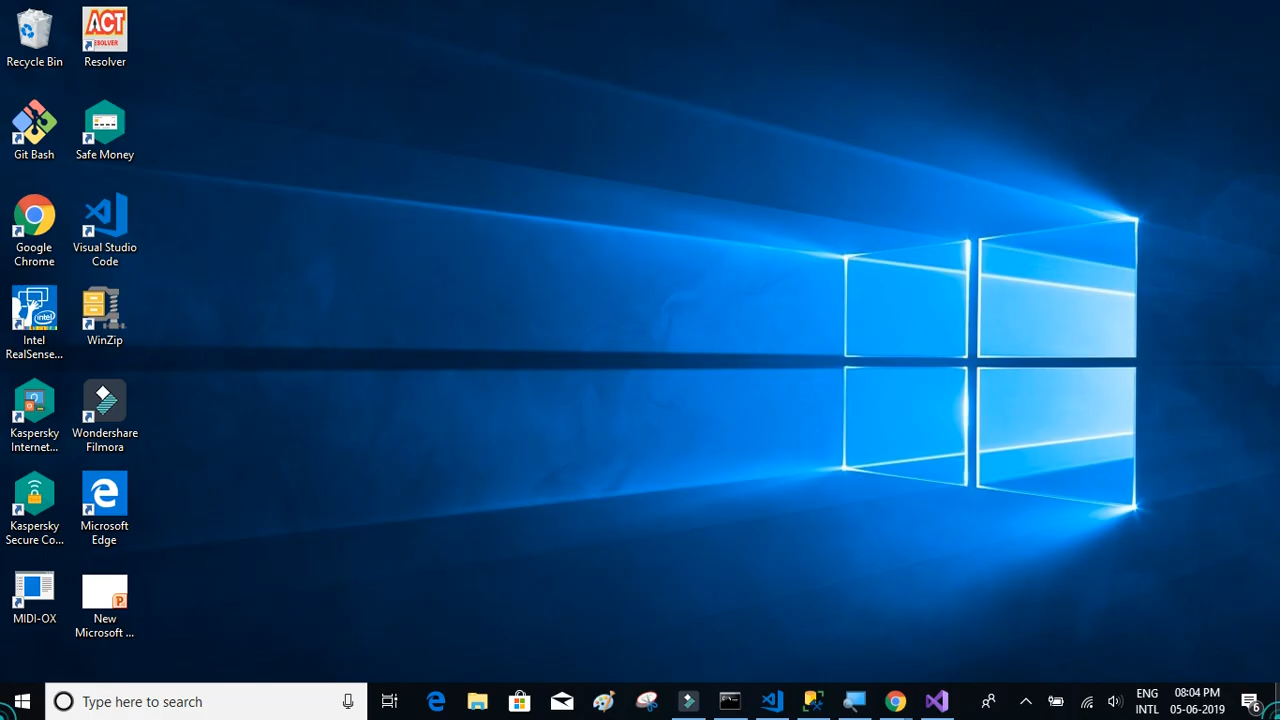 Recycle Bin
ACT
RESOLVER
Resolver
Git Bash
Safe Money
Google
Chrome
Visual Studio
Code
intel
Intel
RealSense...
WinZip
Kaspersky
Internet...
Wondershare
Filmora
Kaspersky
Secure Co...
Microsoft
Edge
MIDI-OX
P
New
Microsoft ...
Type here to search
ENG
INTL
08:04 PM
05-06-2019
6